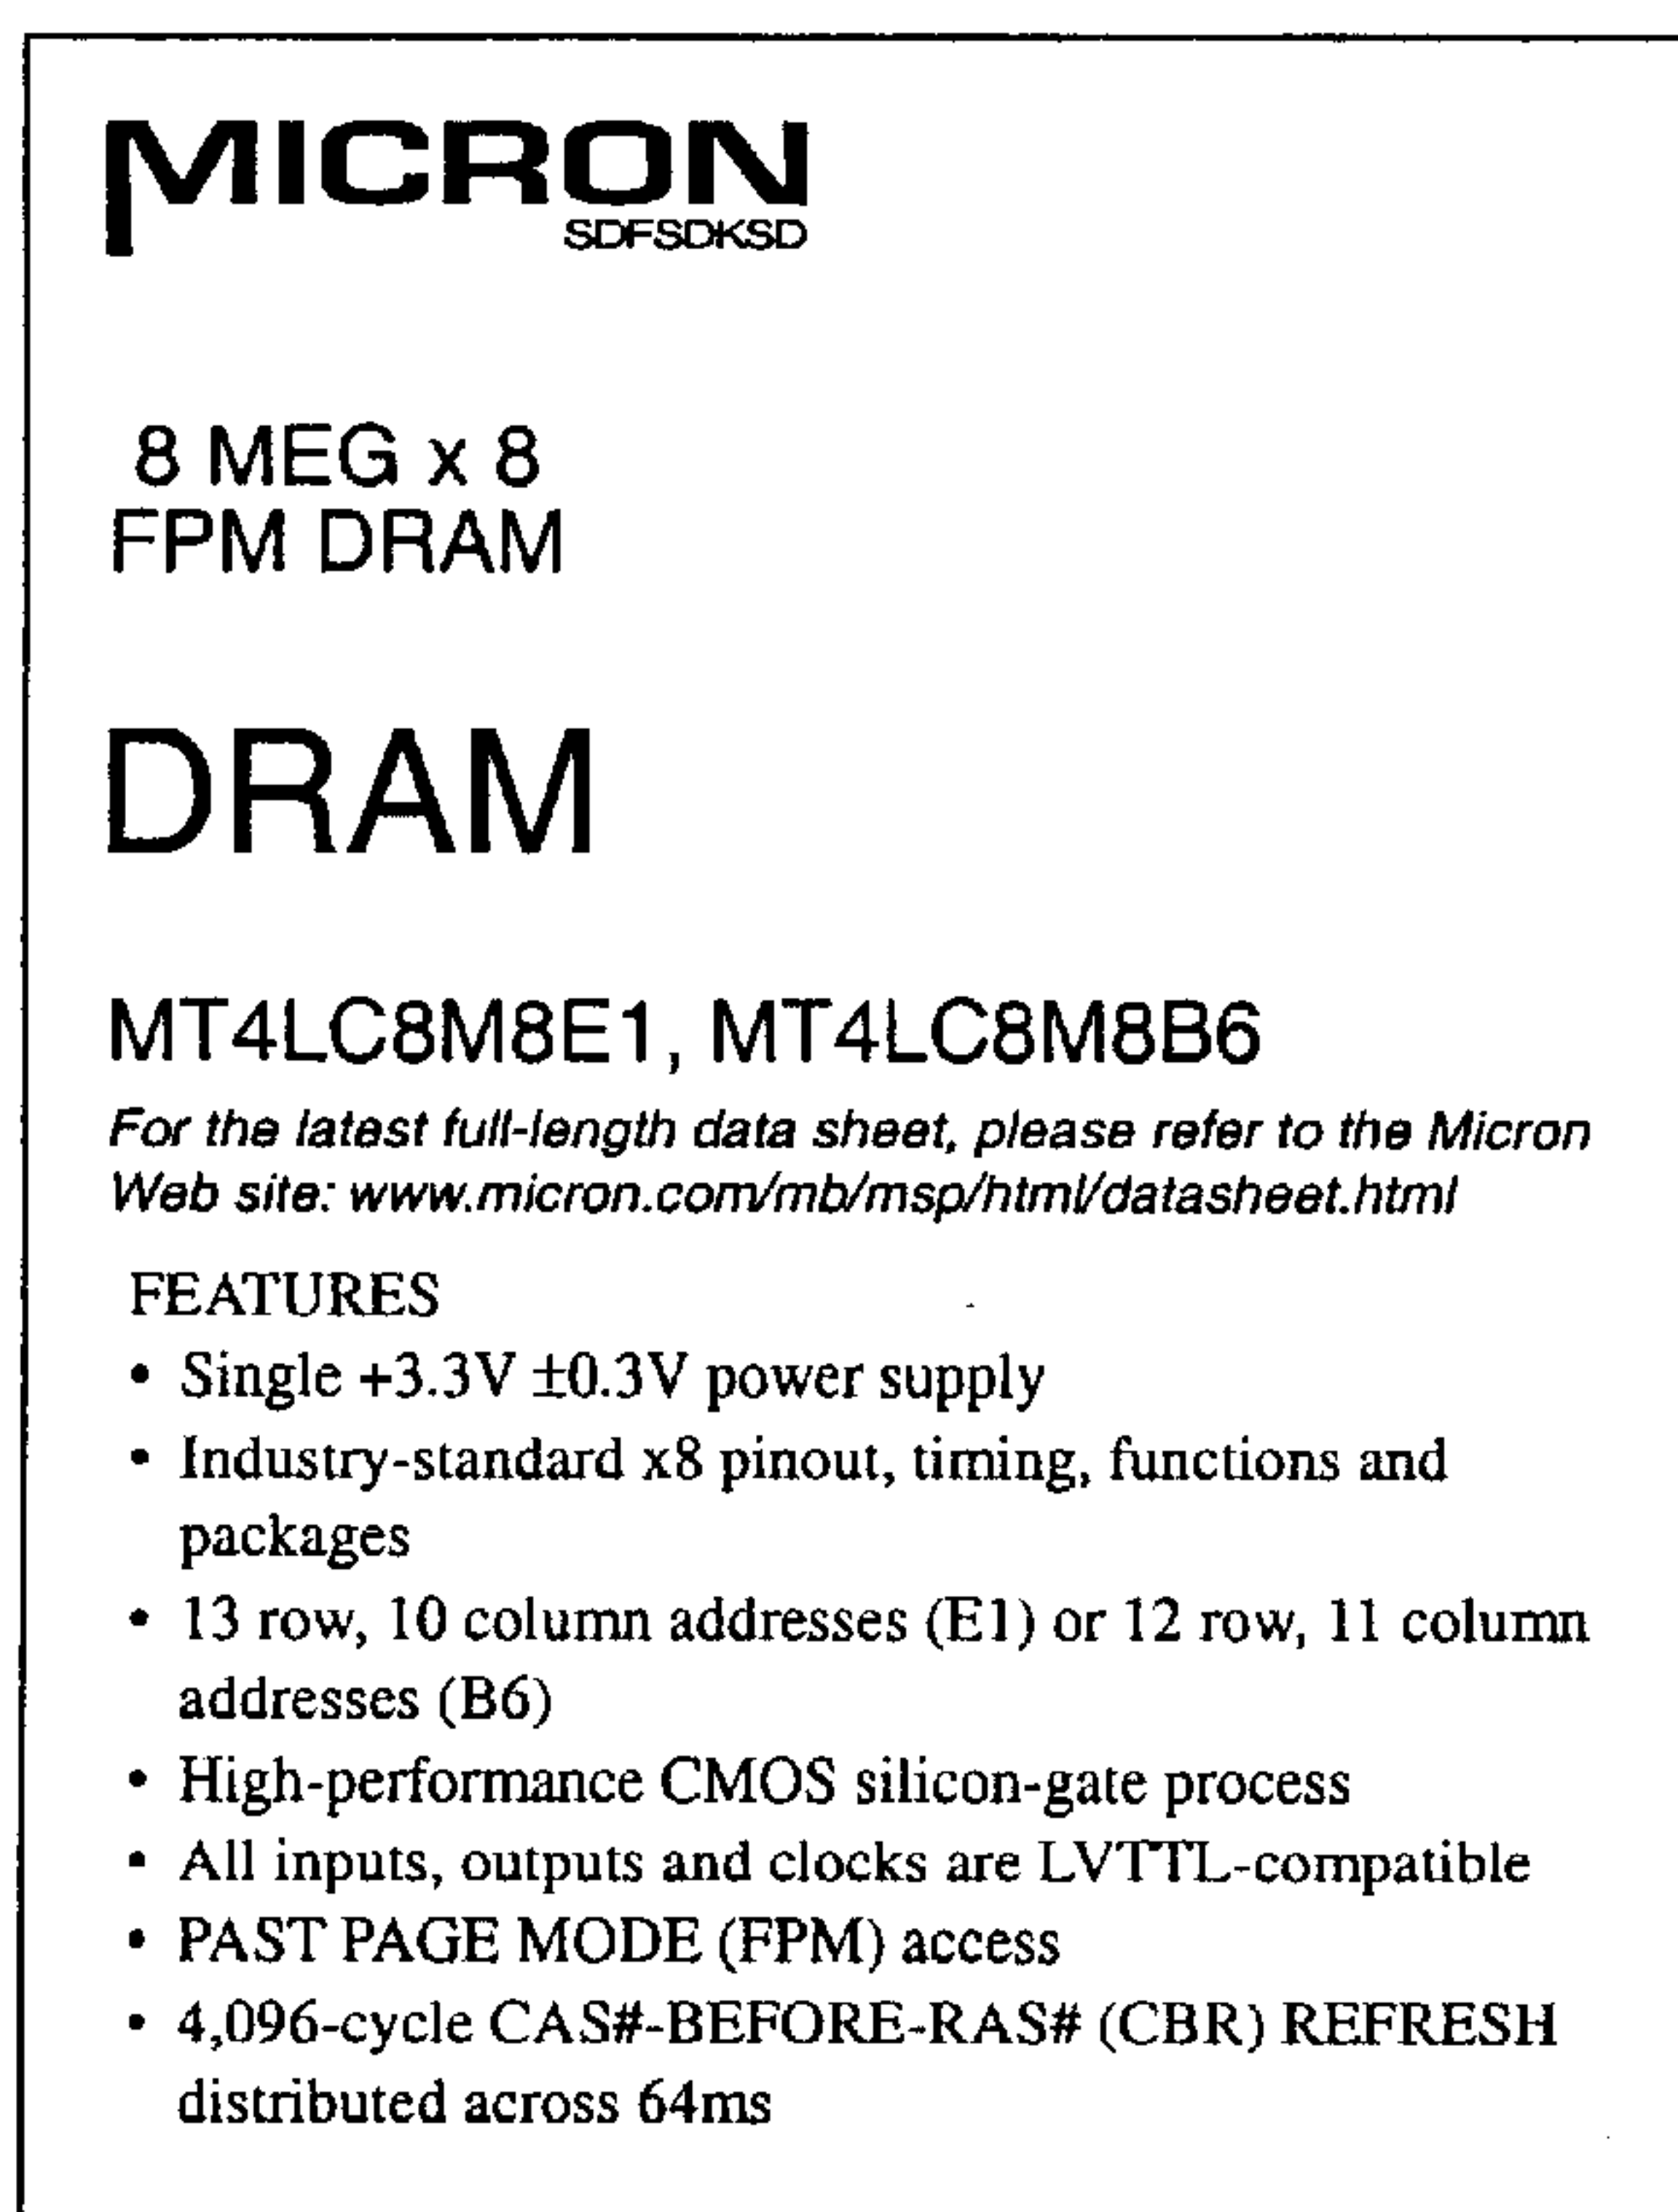 MICRON
SDFSDKSD
8 MEG x 8
FPM DRAM
DRAM
MT4LC8M8E1, MT4LC8M8B6
For the latest full-length data sheet, please refer to the Micron
Web site: www.micron.com/mb/msp/html/datasheet.html
FEATURES
• Single +3.3V ±0.3V power supply
• Industry-standard x8 pinout, timing, functions and
packages
• 13 row, 10 column addresses (E1) or 12 row, 11 column
addresses (B6)
• High-performance CMOS silicon-gate process
• All inputs, outputs and clocks are LVTTL-compatible
• PAST PAGE MODE (FPM) access
• 4,096-cycle CAS#-BEFORE-RAS# (CBR) REFRESH
distributed across 64ms